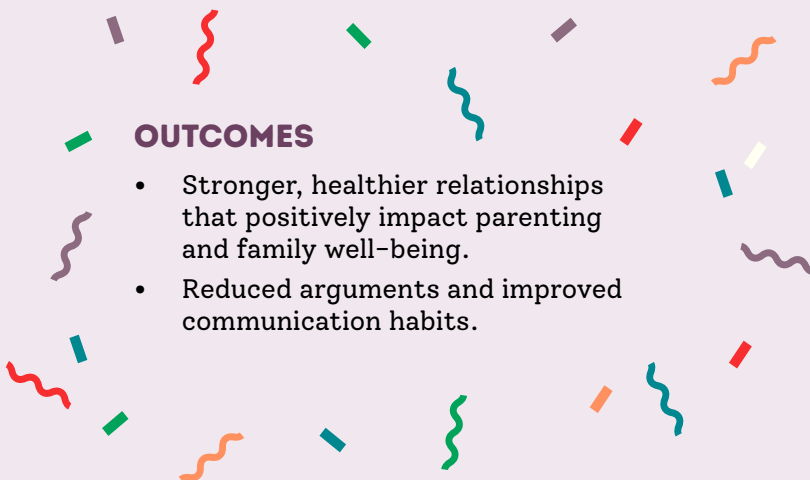 OUTCOMES
• Stronger, healthier relationships
that positively impact parenting
and family well-being.
• Reduced arguments and improved
communication habits.